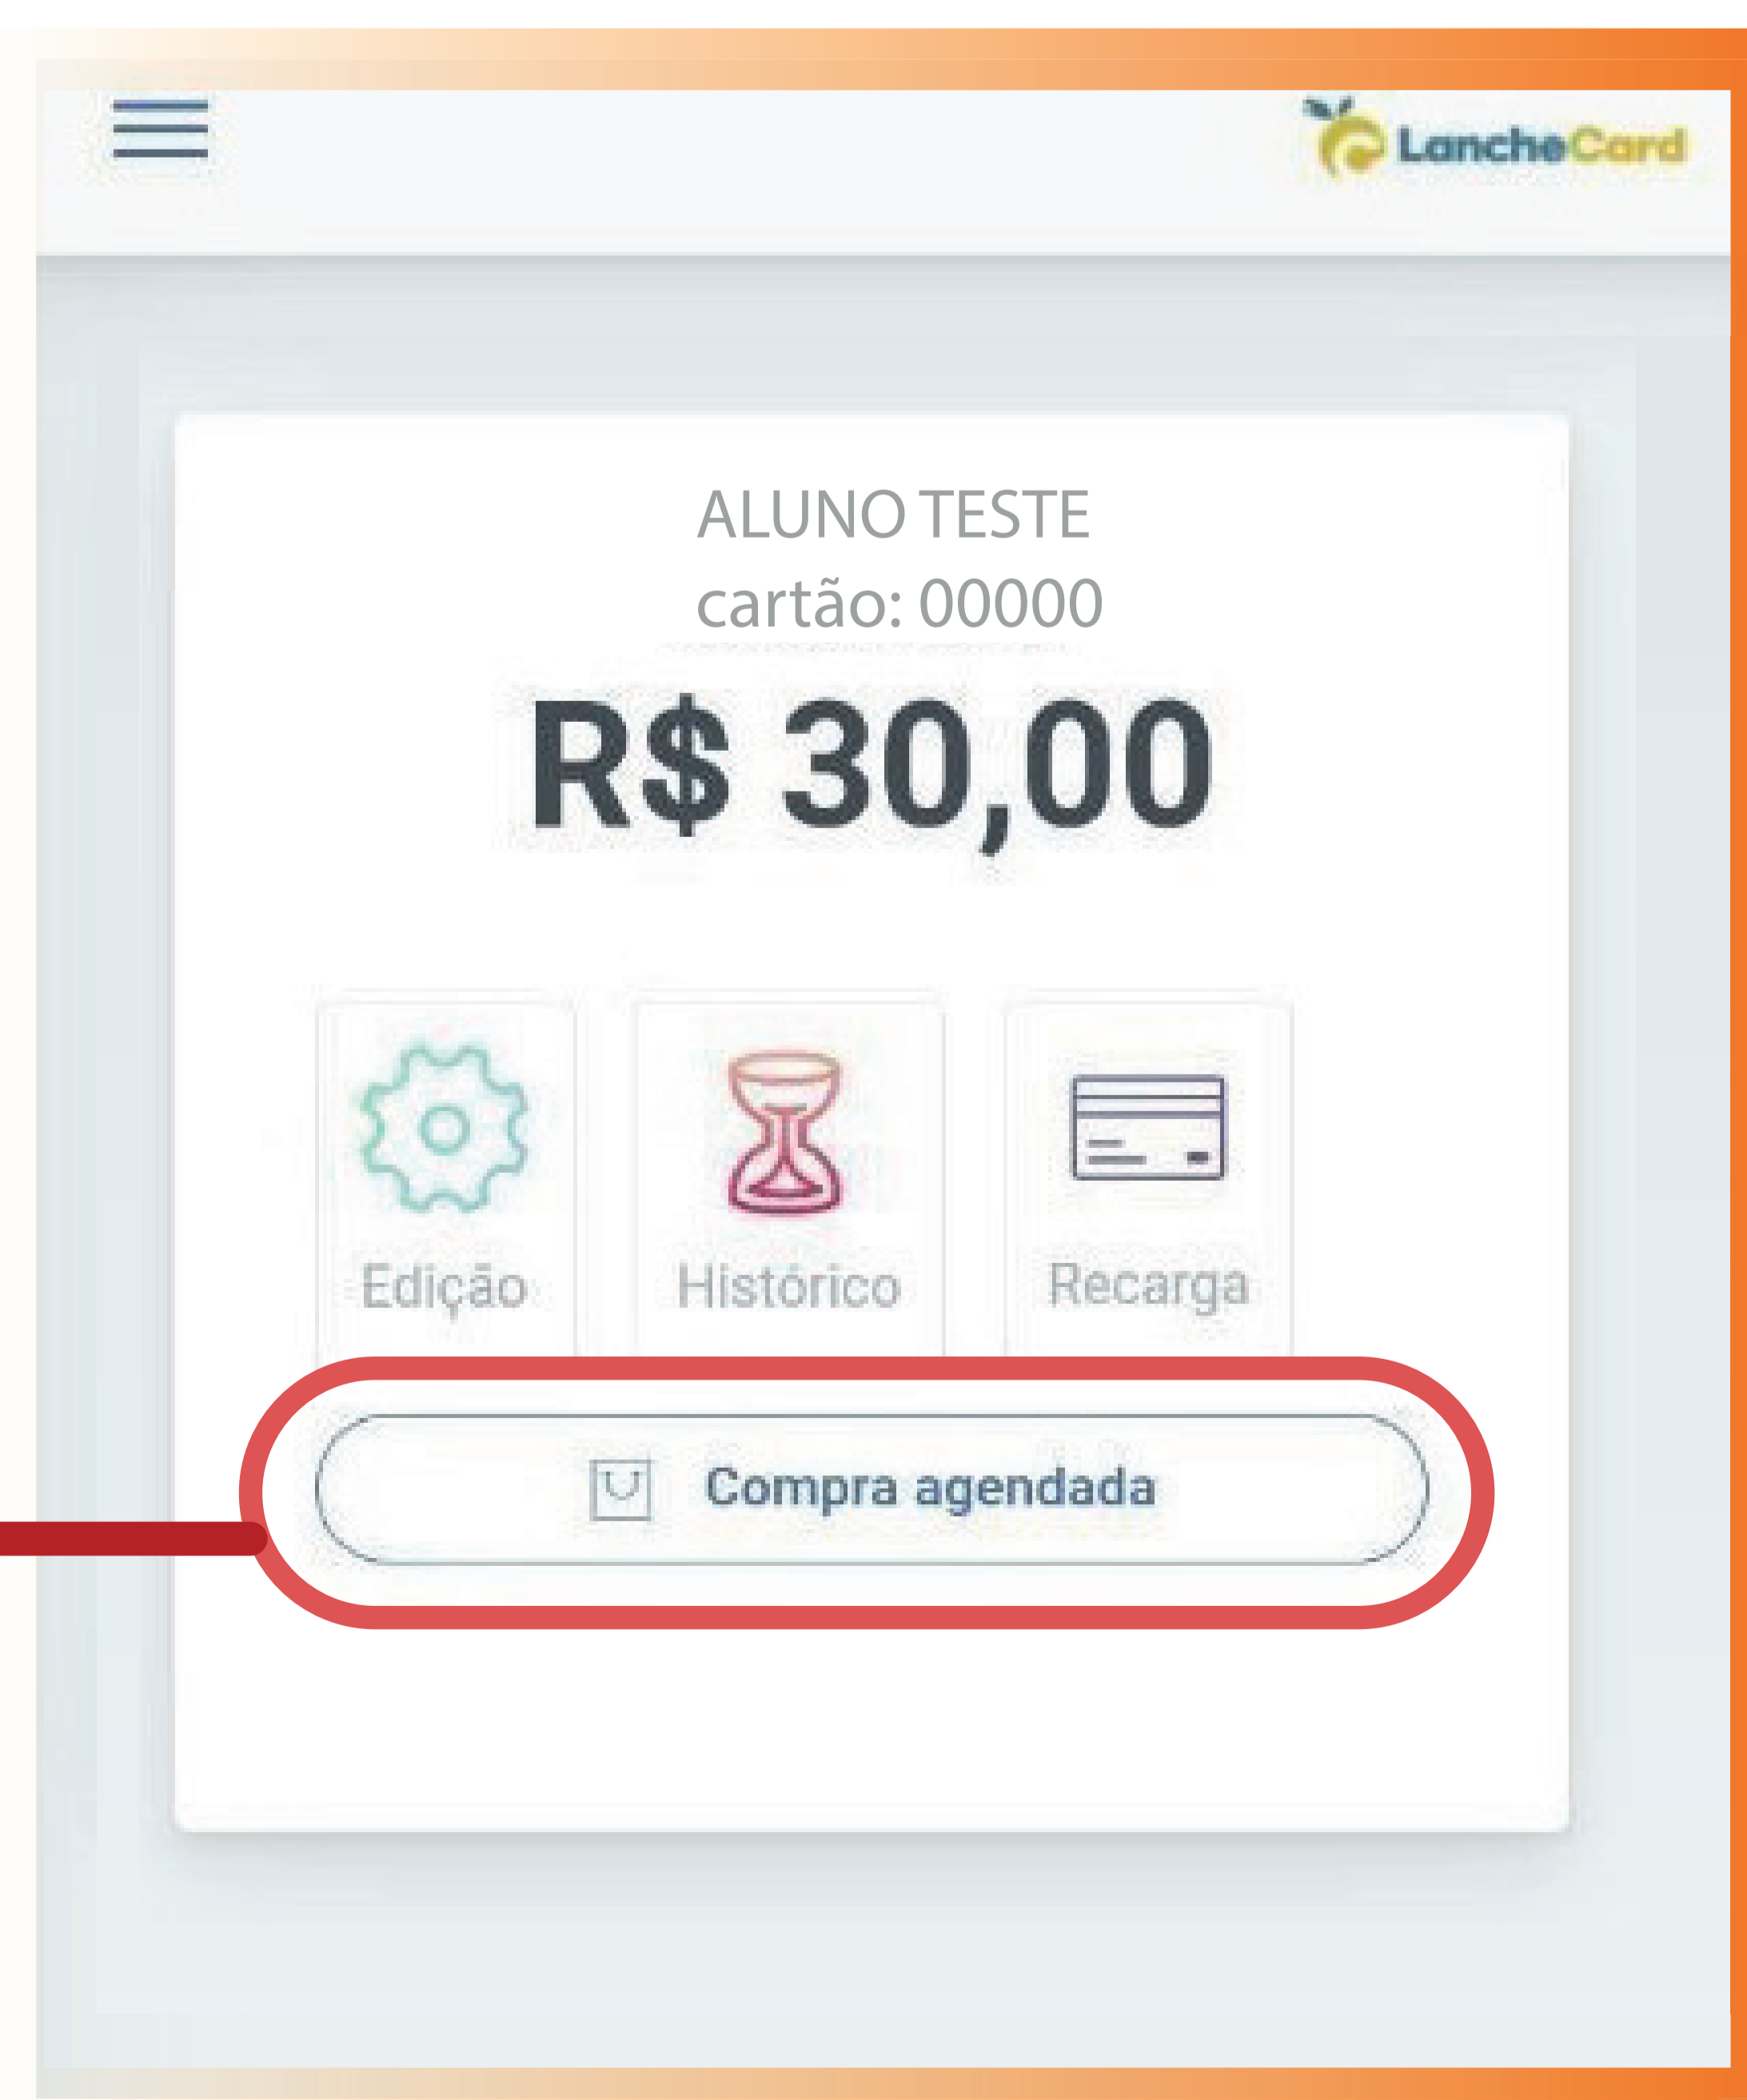 LancheCard
ALUNO TESTE
cartão: 00000
R$ 30,00
Edição
Histórico
Recarga
Compra agendada